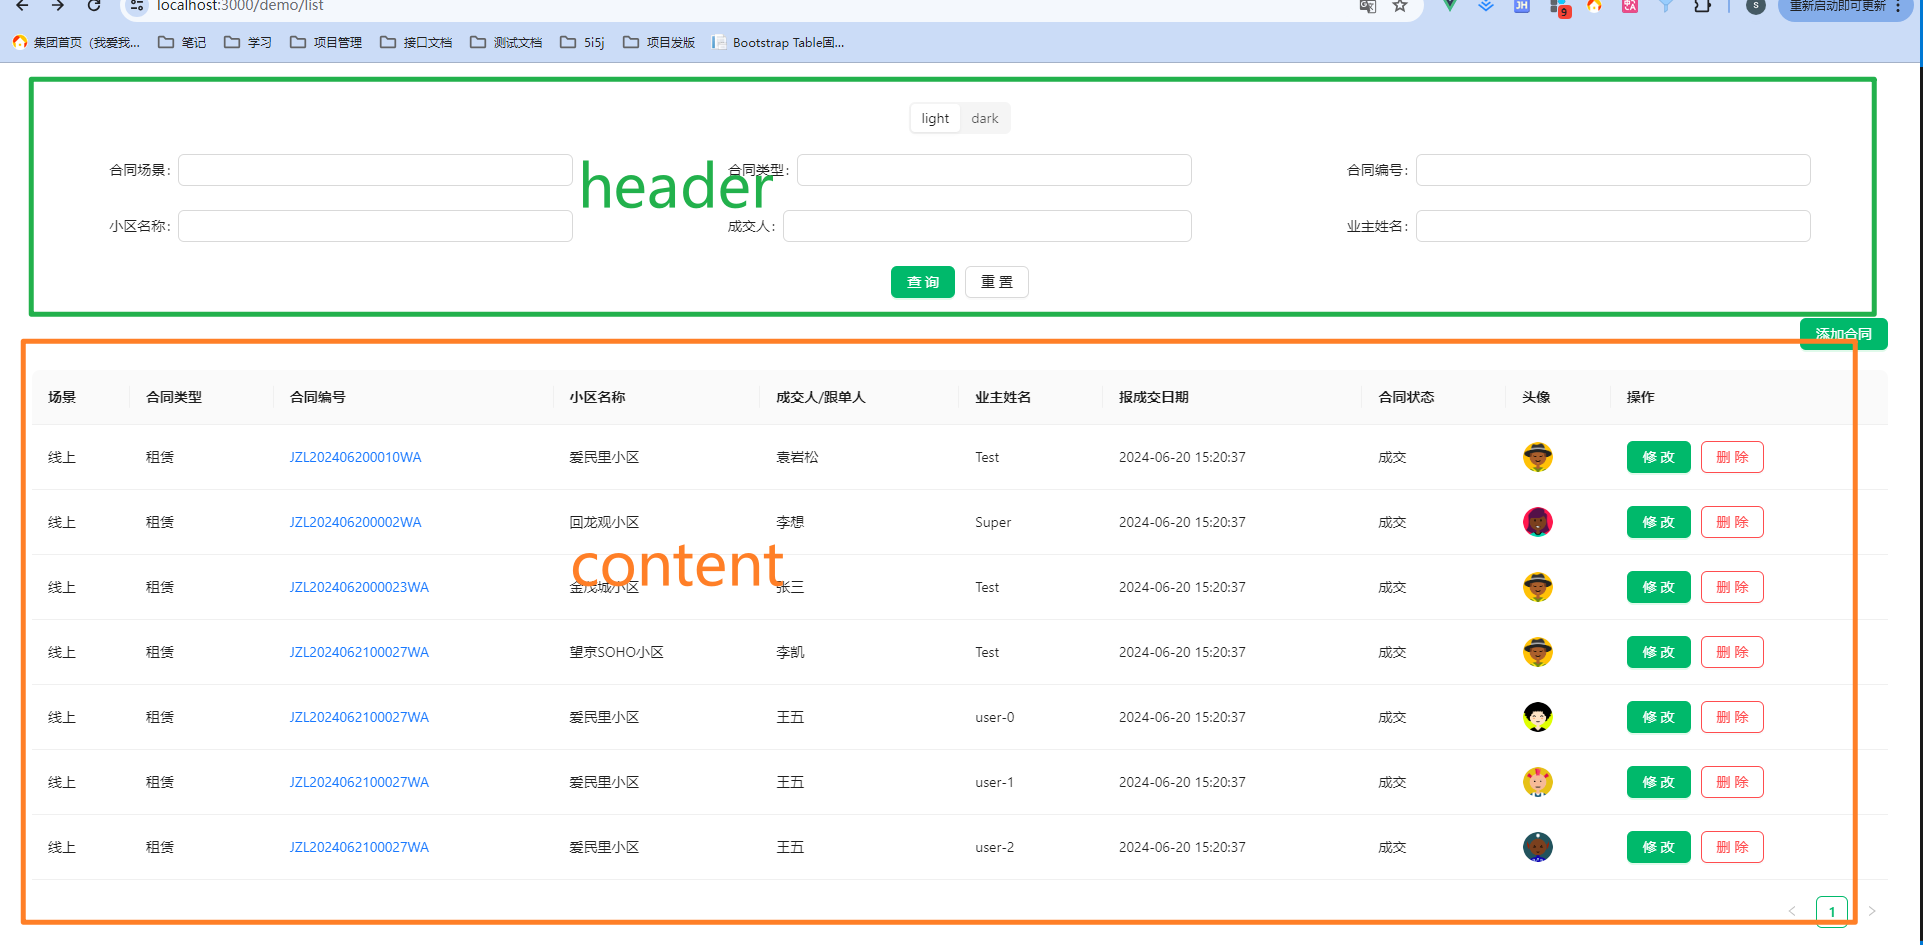 localhost:3000/demo/list
JH
9
S
重新启动即可更新
集团首页（我爱我...
笔记
学习
项目管理
接口文档
测试文档
5i5j
项目发版
Bootstrap Table固...
light
dark
合同场景：
合同类型：
合同编号：
header
小区名称：
成交人：
业主姓名：
查 询
重 置
添加合同
场景 合同类型 合同编号 小区名称 成交人/跟单人 业主姓名 报成交日期 合同状态 头像 操作
线上 租赁 JZL202406200010WA 爱民里小区 袁岩松 Test 2024-06-20 15:20:37 成交 修 改 删 除
线上 租赁 JZL202406200002WA 回龙观小区 李想 Super 2024-06-20 15:20:37 成交 修 改 删 除
content
线上 租赁 JZL2024062000023WA 金茂城小区 张三 Test 2024-06-20 15:20:37 成交 修 改 删 除
线上 租赁 JZL2024062100027WA 望京SOHO小区 李凯 Test 2024-06-20 15:20:37 成交 修 改 删 除
线上 租赁 JZL2024062100027WA 爱民里小区 王五 user-0 2024-06-20 15:20:37 成交 修 改 删 除
线上 租赁 JZL2024062100027WA 爱民里小区 王五 user-1 2024-06-20 15:20:37 成交 修 改 删 除
线上 租赁 JZL2024062100027WA 爱民里小区 王五 user-2 2024-06-20 15:20:37 成交 修 改 删 除
< 1 >